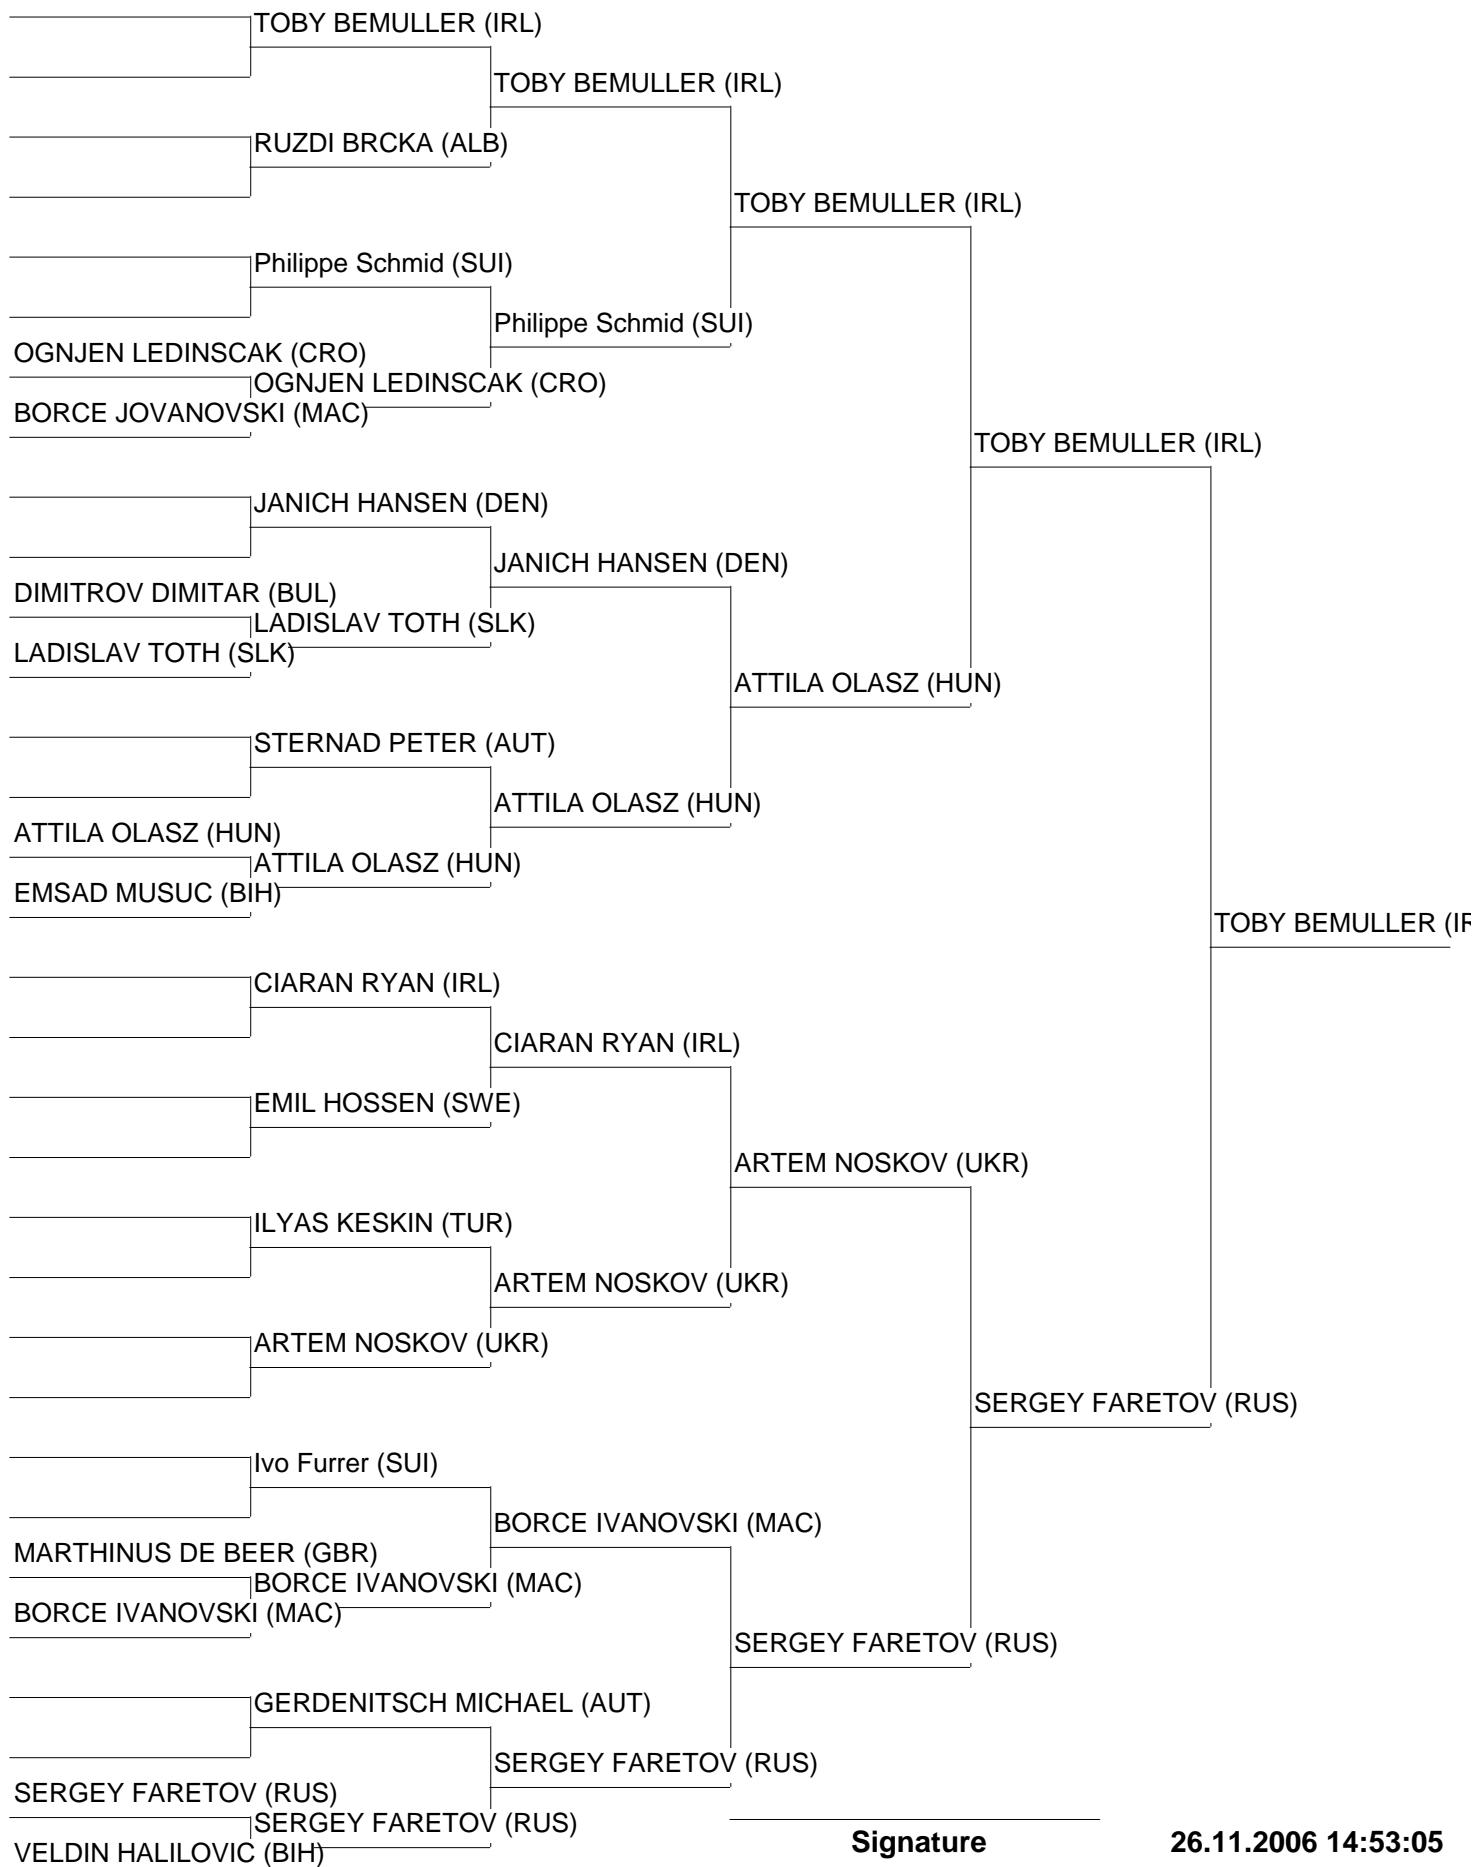 TOBY BEMULLER (IRL)
TOBY BEMULLER (IRL)
RUZDI BRCKA (ALB)
TOBY BEMULLER (IRL)
Philippe Schmid (SUI)
Philippe Schmid (SUI)
OGNJEN LEDINSCAK (CRO)
OGNJEN LEDINSCAK (CRO)
BORCE JOVANOVSKI (MAC)
TOBY BEMULLER (IRL)
JANICH HANSEN (DEN)
JANICH HANSEN (DEN)
DIMITROV DIMITAR (BUL)
LADISLAV TOTH (SLK)
LADISLAV TOTH (SLK)
ATTILA OLASZ (HUN)
STERNAD PETER (AUT)
ATTILA OLASZ (HUN)
ATTILA OLASZ (HUN)
ATTILA OLASZ (HUN)
EMSAD MUSUC (BIH)
TOBY BEMULLER (IR
CIARAN RYAN (IRL)
CIARAN RYAN (IRL)
EMIL HOSSEN (SWE)
ARTEM NOSKOV (UKR)
ILYAS KESKIN (TUR)
ARTEM NOSKOV (UKR)
ARTEM NOSKOV (UKR)
SERGEY FARETOV (RUS)
Ivo Furrer (SUI)
BORCE IVANOVSKI (MAC)
MARTHINUS DE BEER (GBR)
BORCE IVANOVSKI (MAC)
BORCE IVANOVSKI (MAC)
SERGEY FARETOV (RUS)
GERDENITSCH MICHAEL (AUT)
SERGEY FARETOV (RUS)
SERGEY FARETOV (RUS)
SERGEY FARETOV (RUS)
VELDIN HALILOVIC (BIH)
Signature 26.11.2006 14:53:05